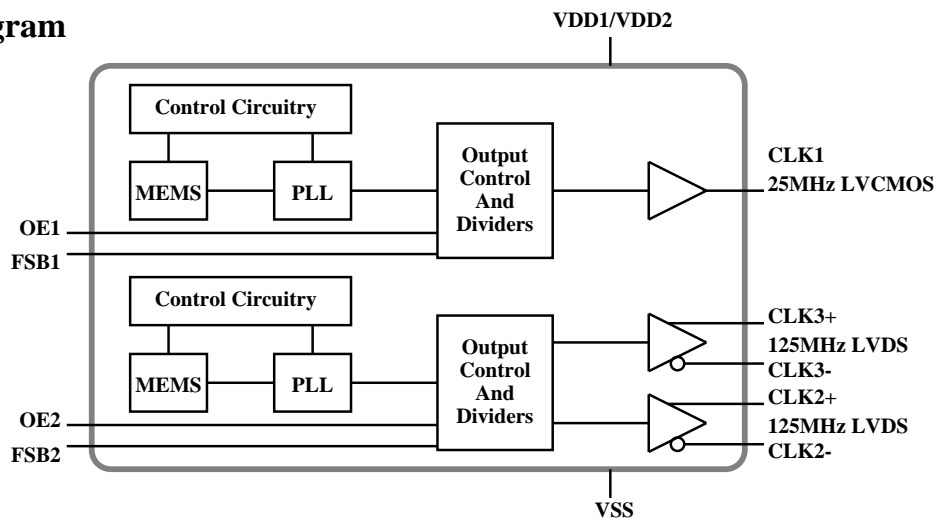 gram
VDD1/VDD2
Control Circuitry
MEMS
PLL
Output
Control
And
Dividers
CLK1
25MHz LVCMOS
OE1
FSB1
Control Circuitry
MEMS
PLL
Output
Control
And
Dividers
CLK3+
125MHz LVDS
CLK3-
CLK2+
125MHz LVDS
CLK2-
OE2
FSB2
VSS